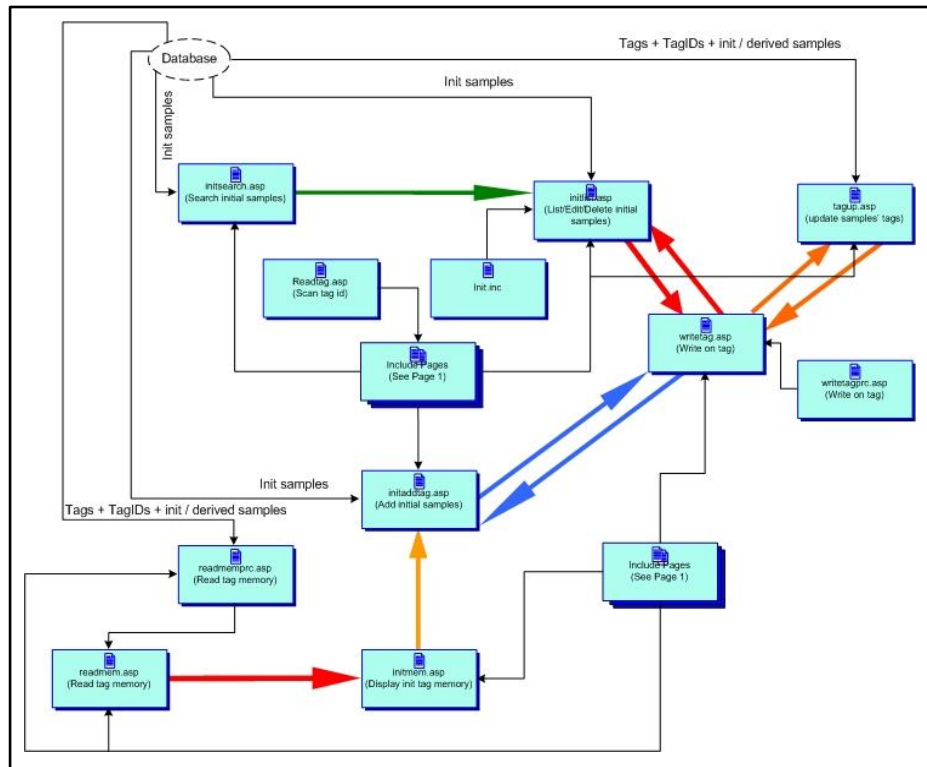 Tags + TagIDs + init / derived samples
Database
Init samples
Init samples
initsearch.asp
(Search initial samples)
(List/Edit/Delete initial
samples)
tagup.asp
(update samples' tags)
Readtag.asp
(Scan tag id)
Init.inc
writetag.asp
(Write on tag)
Include Pages
(See Page 1)
writetagprc.asp
(Write on tag)
Init samples
initaddtag.asp
(Add initial samples)
Tags + TagIDs + init / derived samples
readmemprc.asp
(Read tag memory)
Include Pages
(See Page 1)
readmem.asp
(Read tag memory)
initmem.asp
(Display init tag memory)